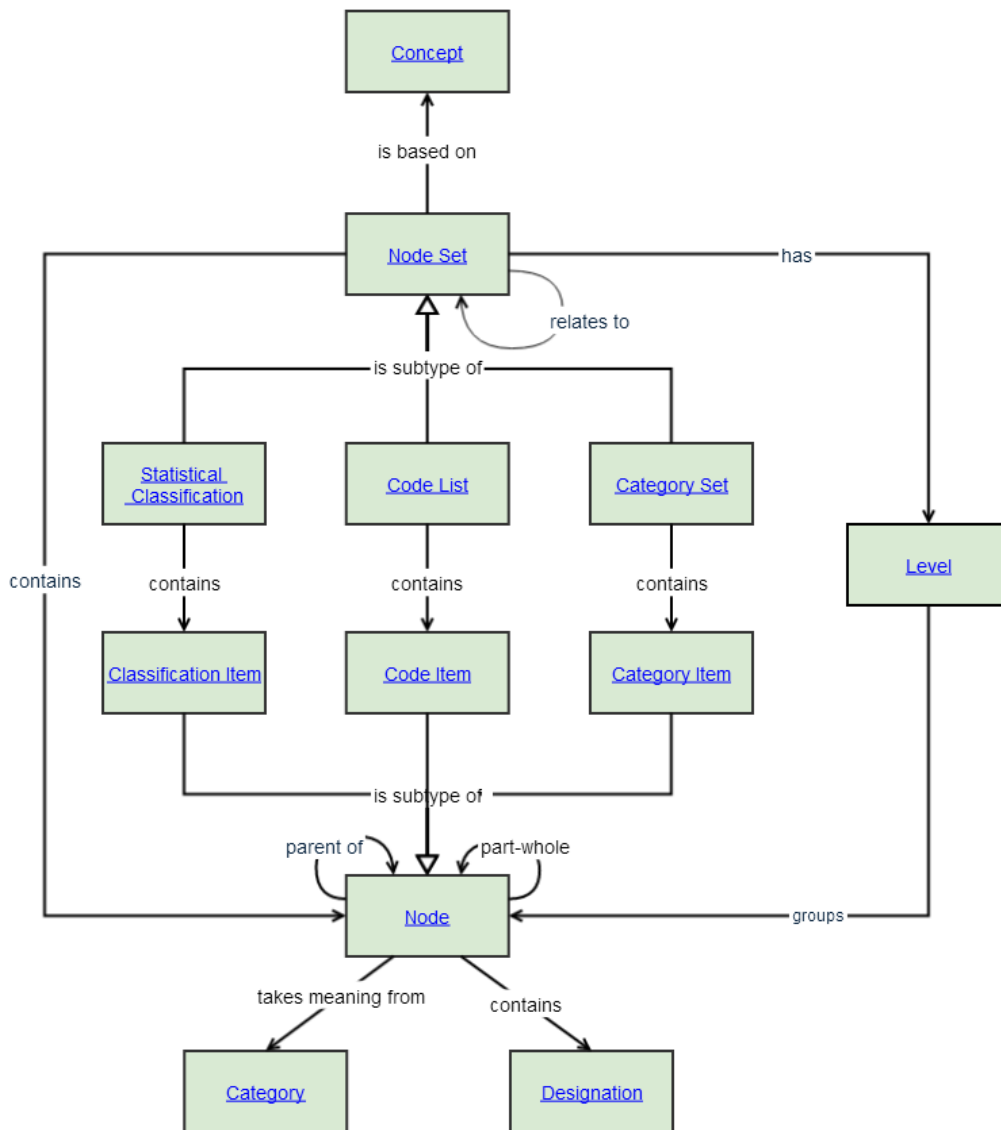 Concept
is based on
Node Set
has
relates to
is subtype of
Statistical
Classification
Code List
Category Set
Level
contains
contains
contains
contains
Classification Item
Code Item
Category Item
is subtype of
parent of
part-whole
Node
groups
takes meaning from
contains
Category
Designation